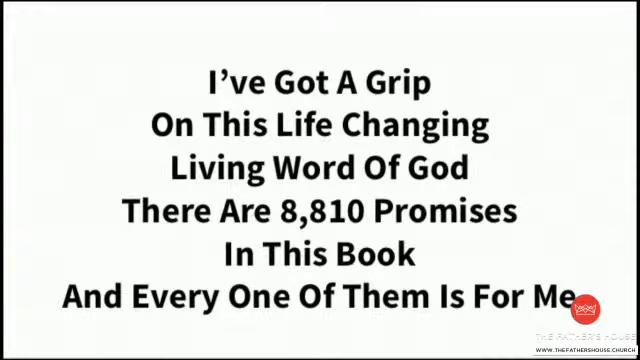 I've Got A Grip
On This Life Changing
Living Word Of God
There Are 8,810 Promises
In This Book
And Every One Of Them Is For Me
THE FATHER'S HOUSE
WWW.THEFATHERSHOUSE.CHURCH